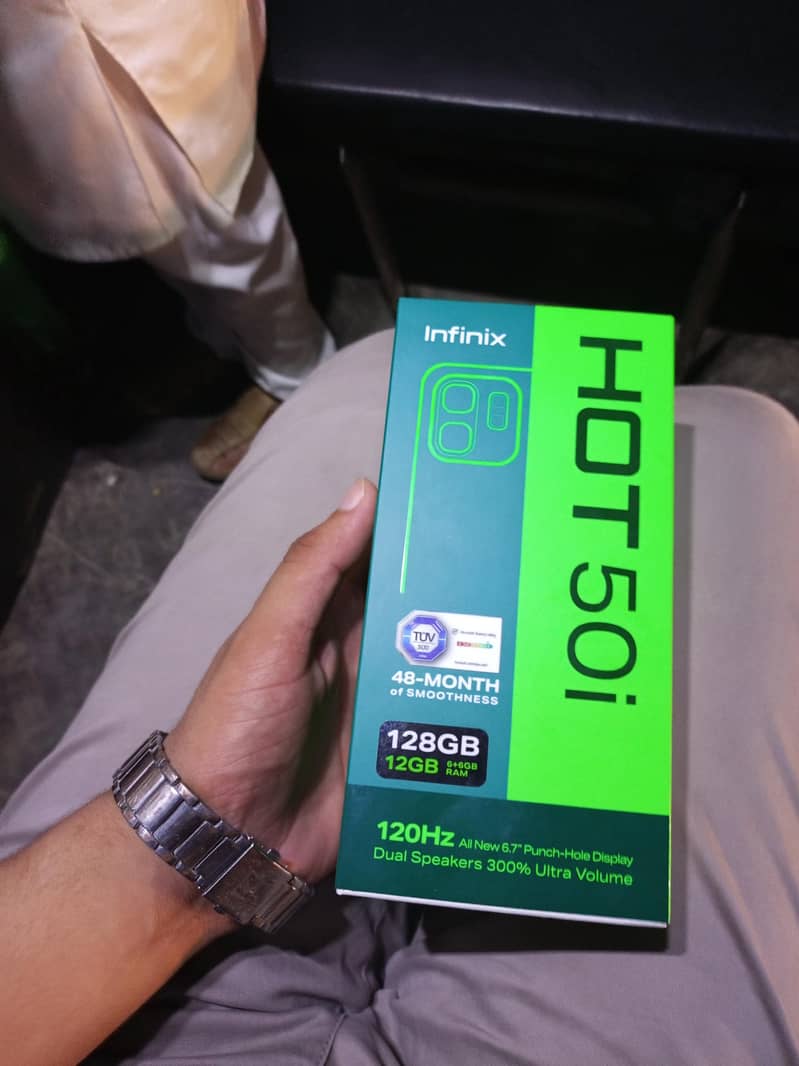 Infinix
HOT 50i
TÜV
SÜD
48-MONTH
of SMOOTHNESS
128GB
12GB 6+6GB
RAM
120Hz All New 6.7" Punch-Hole Display
Dual Speakers 300% Ultra Volume